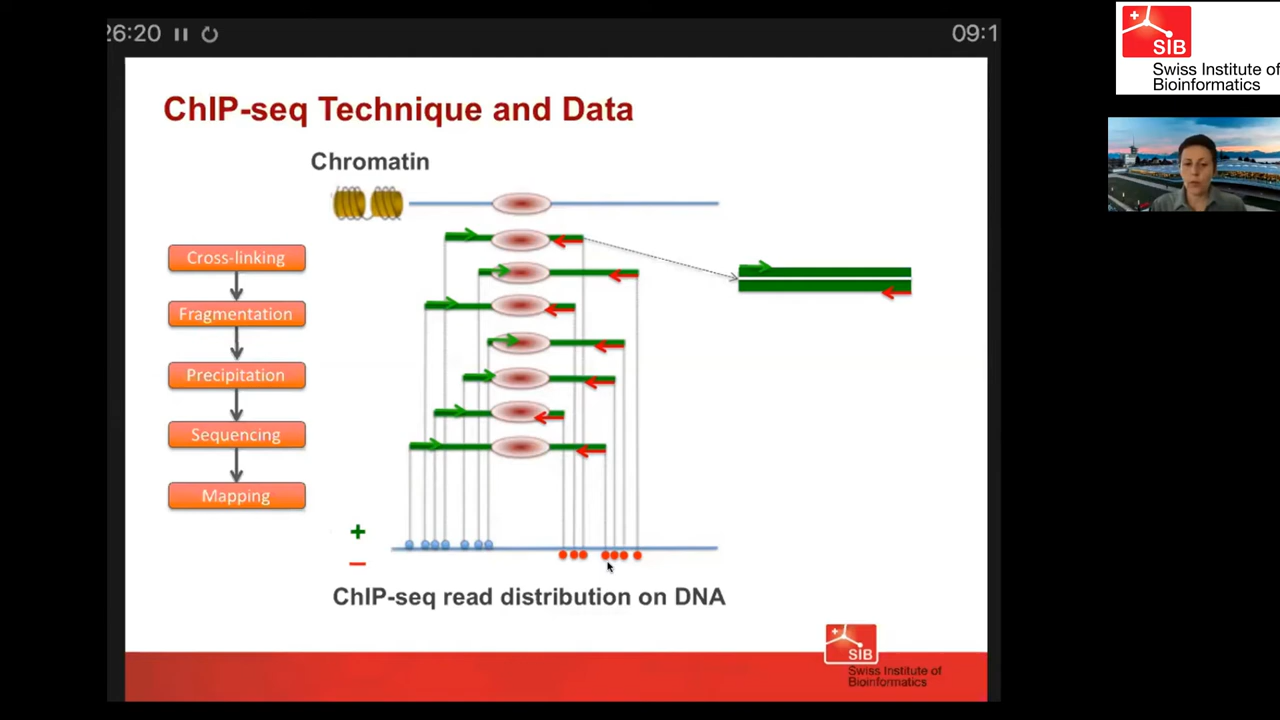 26:20
09:1
SIB
Swiss Institute of
Bioinformatics
ChIP-seq Technique and Data
Chromatin
Cross-linking
Fragmentation
Precipitation
Sequencing
Mapping
+
–
ChIP-seq read distribution on DNA
SIB
Swiss Institute of
Bioinformatics